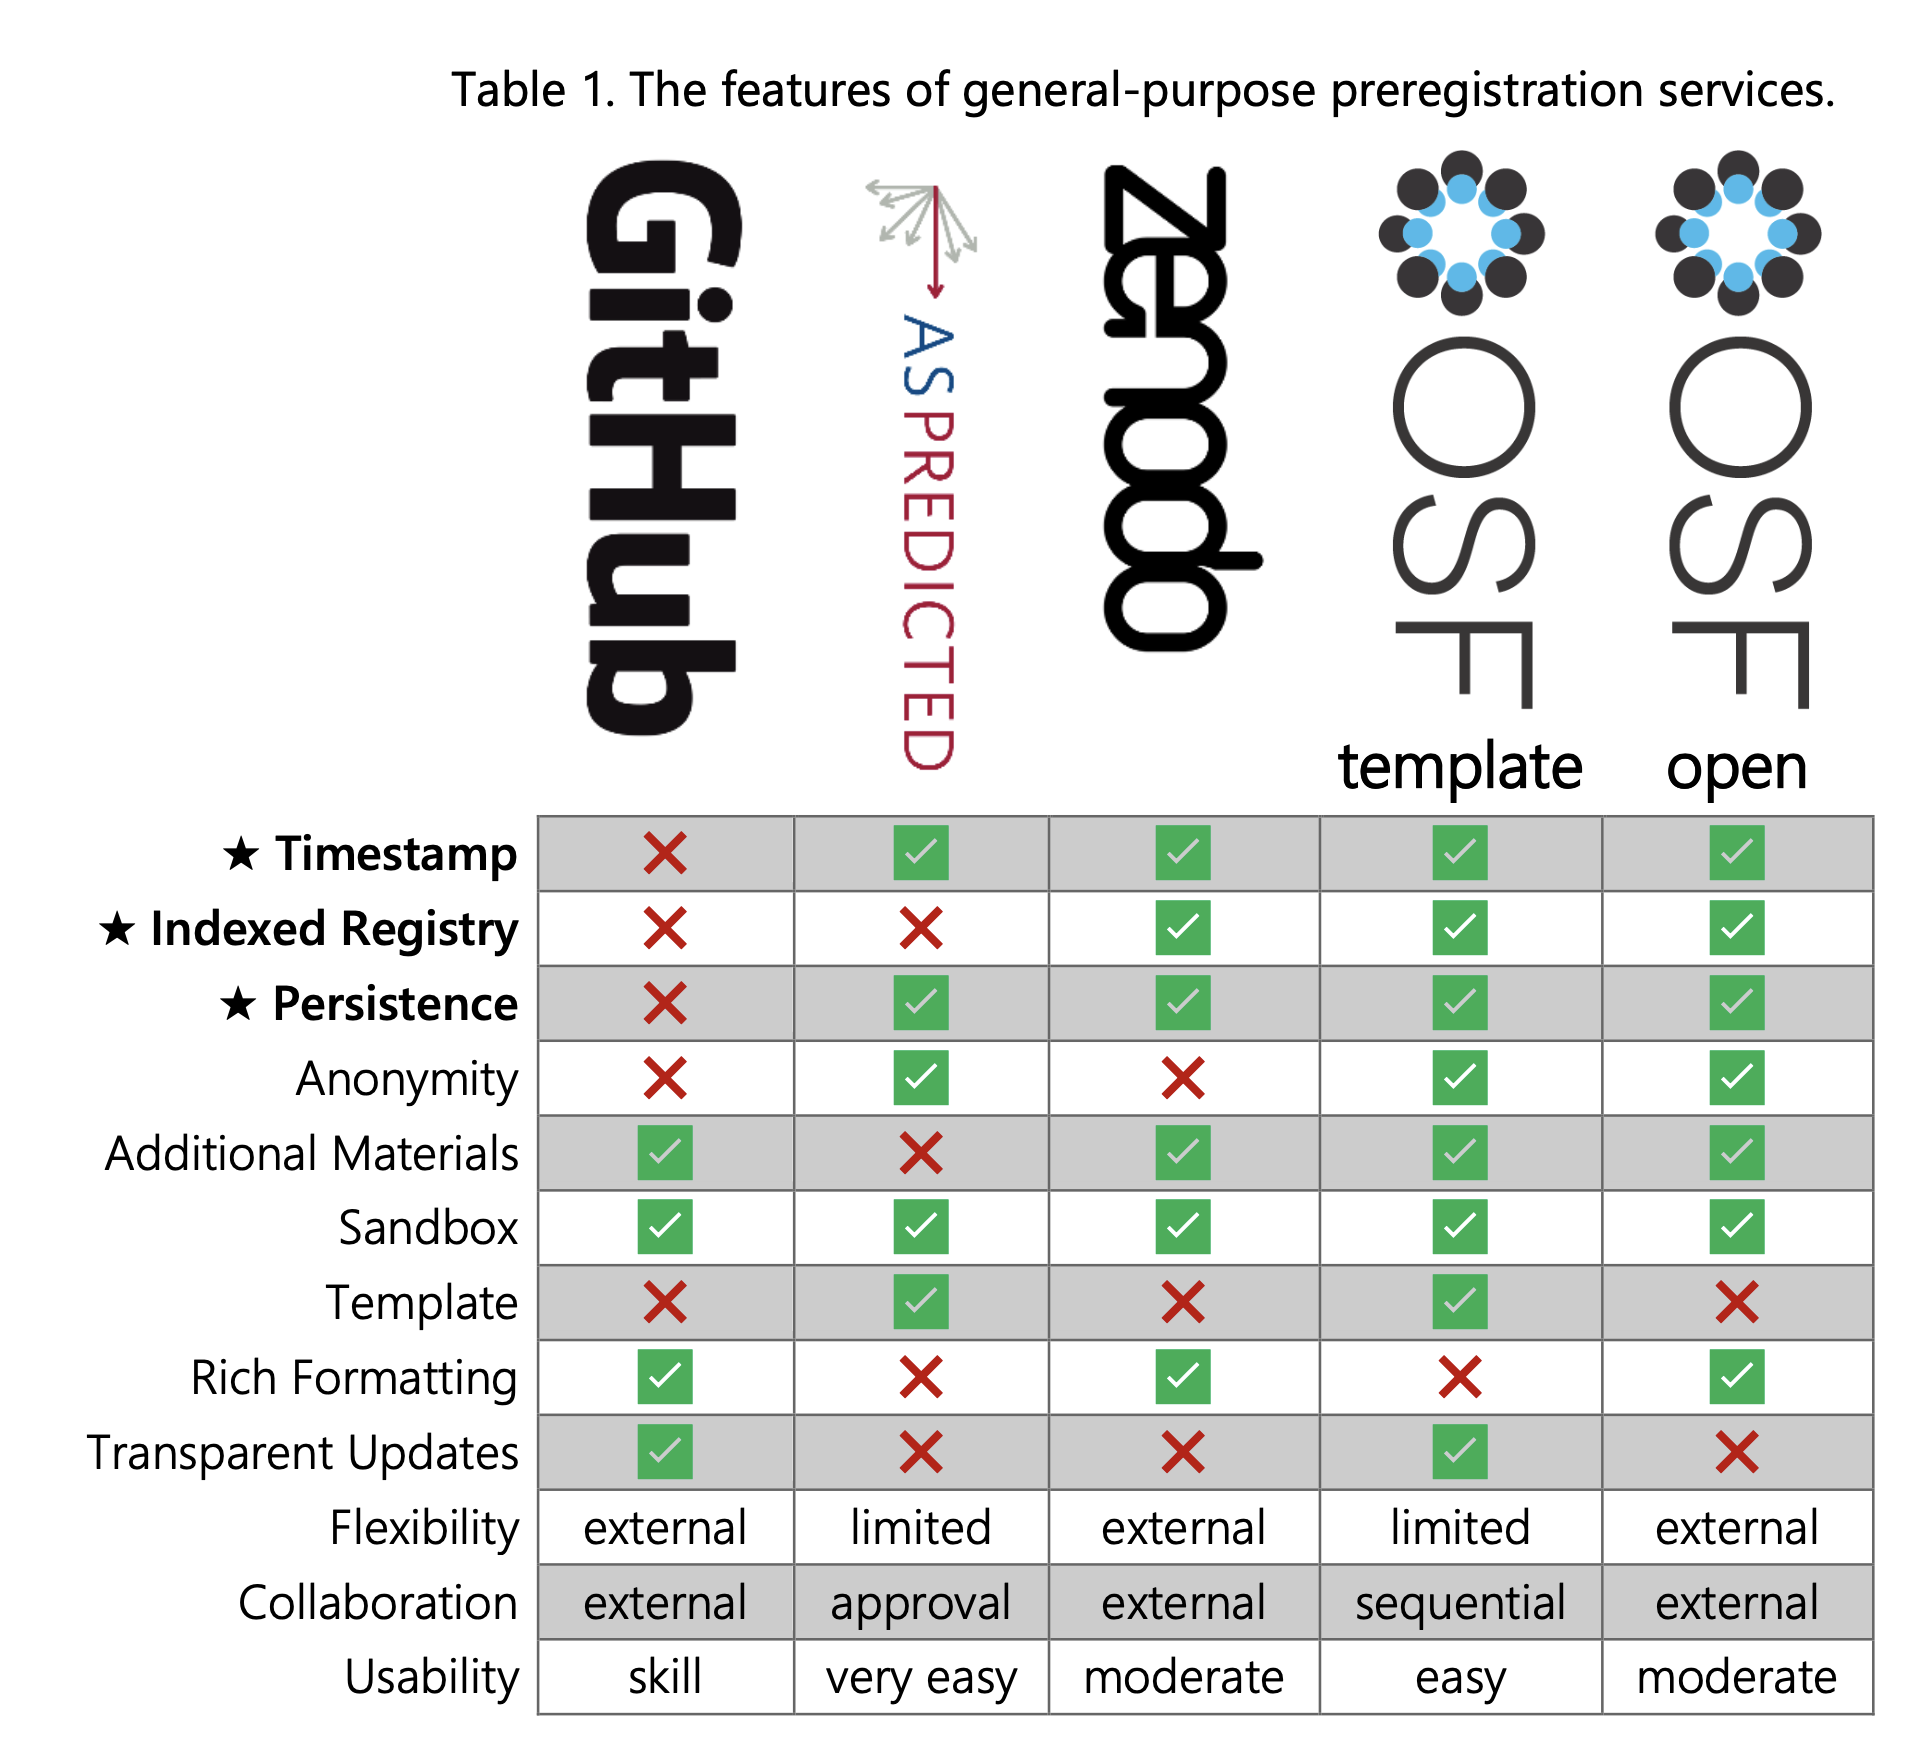 Table 1. The features of general-purpose preregistration services.
GitHub
ASPREDICTED
zenodo
OSF
template
OSF
open
★ Timestamp ❌ ✅ ✅ ✅ ✅
★ Indexed Registry ❌ ❌ ✅ ✅ ✅
★ Persistence ❌ ✅ ✅ ✅ ✅
Anonymity ❌ ✅ ❌ ✅ ✅
Additional Materials ✅ ❌ ✅ ✅ ✅
Sandbox ✅ ✅ ✅ ✅ ✅
Template ❌ ✅ ❌ ✅ ❌
Rich Formatting ✅ ❌ ✅ ❌ ✅
Transparent Updates ✅ ❌ ❌ ✅ ❌
Flexibility external limited external limited external
Collaboration external approval external sequential external
Usability skill very easy moderate easy moderate